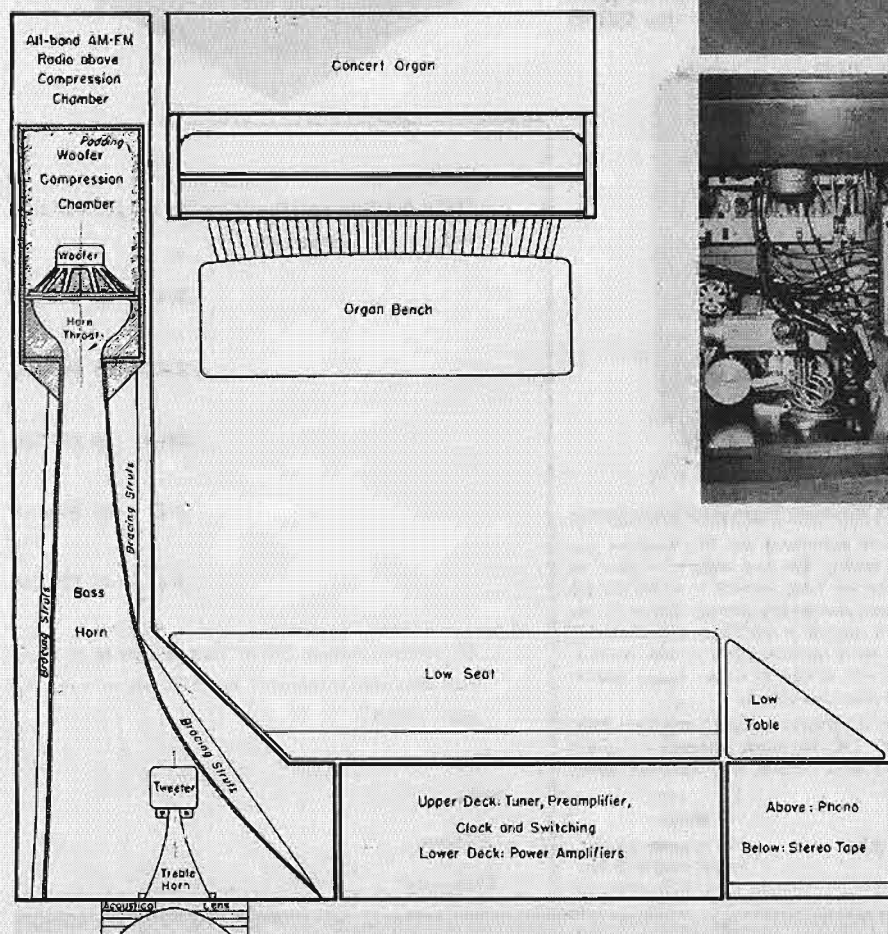 All-band AM-FM
Radio above
Compression
Chamber
Concert Organ
Padding
Woofer
Compression
Chamber
Woofer
Horn
Throat
Organ Bench
Bracing Struts
Bracing Struts
Bass
Horn
Bracing Struts
Low Seat
Low
Table
Tweeter
Upper Deck: Tuner, Preamplifier,
Clock and Switching
Lower Deck: Power Amplifiers
Above: Phono
Below: Stereo Tape
Treble
Horn
Acoustical Lens